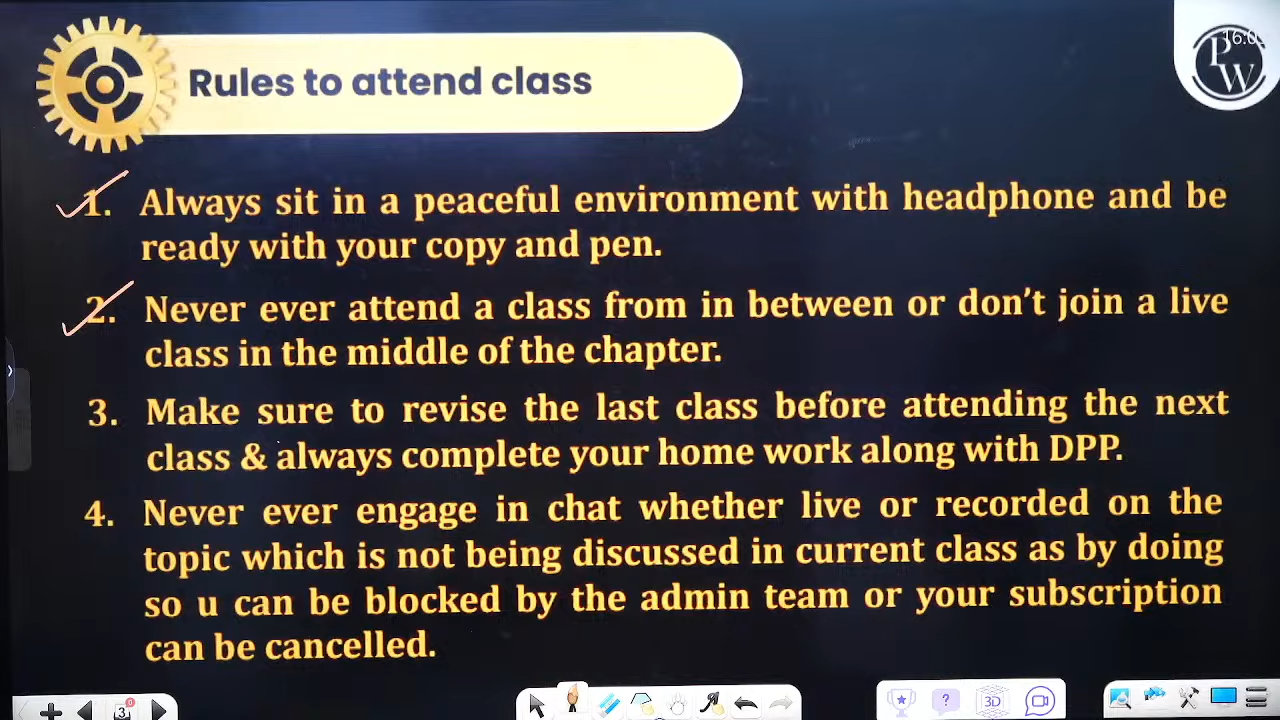 Rules to attend class
PW
1. Always sit in a peaceful environment with headphone and be
ready with your copy and pen.
2. Never ever attend a class from in between or don't join a live
class in the middle of the chapter.
3. Make sure to revise the last class before attending the next
class & always complete your home work along with DPP.
4. Never ever engage in chat whether live or recorded on the
topic which is not being discussed in current class as by doing
so u can be blocked by the admin team or your subscription
can be cancelled.
3
?
3D